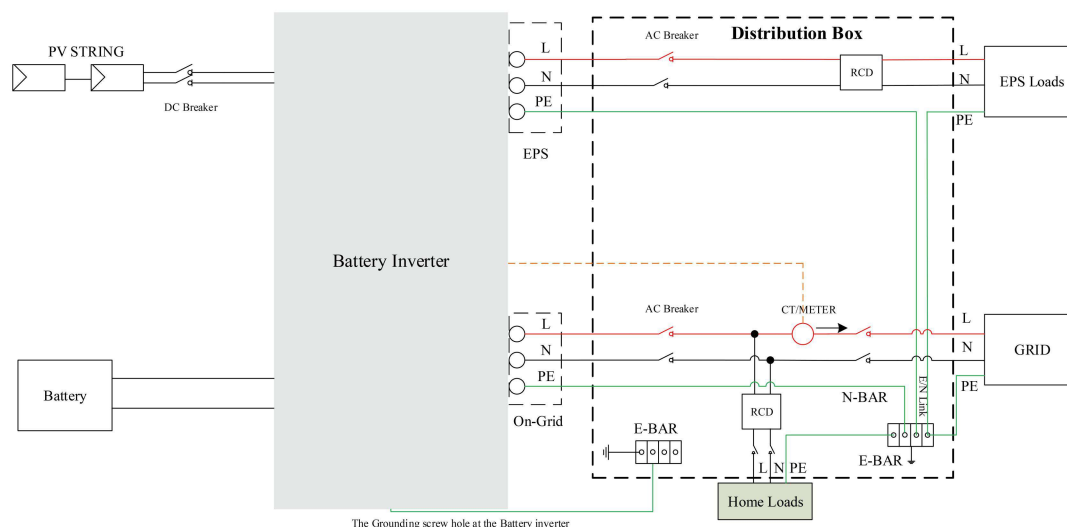 PV STRING
DC Breaker
Battery Inverter
Battery
L
N
PE
EPS
AC Breaker
Distribution Box
RCD
L
N
PE
EPS Loads
L
N
PE
On-Grid
AC Breaker
CT/METER
L
N
PE
GRID
N-BAR
E/N Link
RCD
E-BAR
E-BAR
L N PE
Home Loads
The Grounding screw hole at the Battery inverter